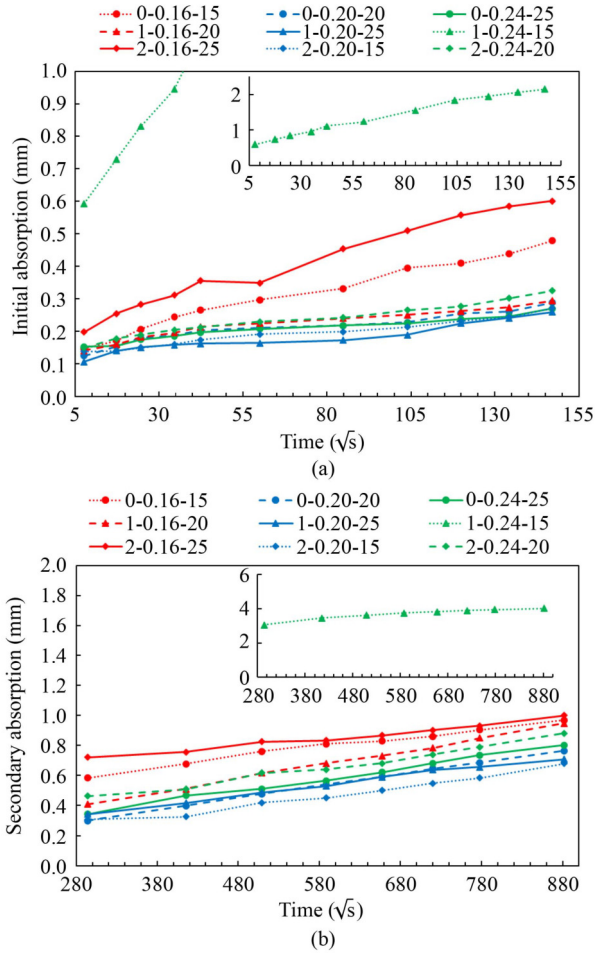 0-0.16-15 0-0.20-20 0-0.24-25
1-0.16-20 1-0.20-25 1-0.24-15
2-0.16-25 2-0.20-15 2-0.24-20
Initial absorption (mm)
1.0
0.9
0.8
0.7
0.6
0.5
0.4
0.3
0.2
0.1
0.0
2
1
0
5 30 55 80 105 130 155
5 30 55 80 105 130 155
Time (√s)
(a)
0-0.16-15 0-0.20-20 0-0.24-25
1-0.16-20 1-0.20-25 1-0.24-15
2-0.16-25 2-0.20-15 2-0.24-20
Secondary absorption (mm)
2.0
1.8
1.6
1.4
1.2
1.0
0.8
0.6
0.4
0.2
0.0
6
4
2
0
280 380 480 580 680 780 880
280 380 480 580 680 780 880
Time (√s)
(b)